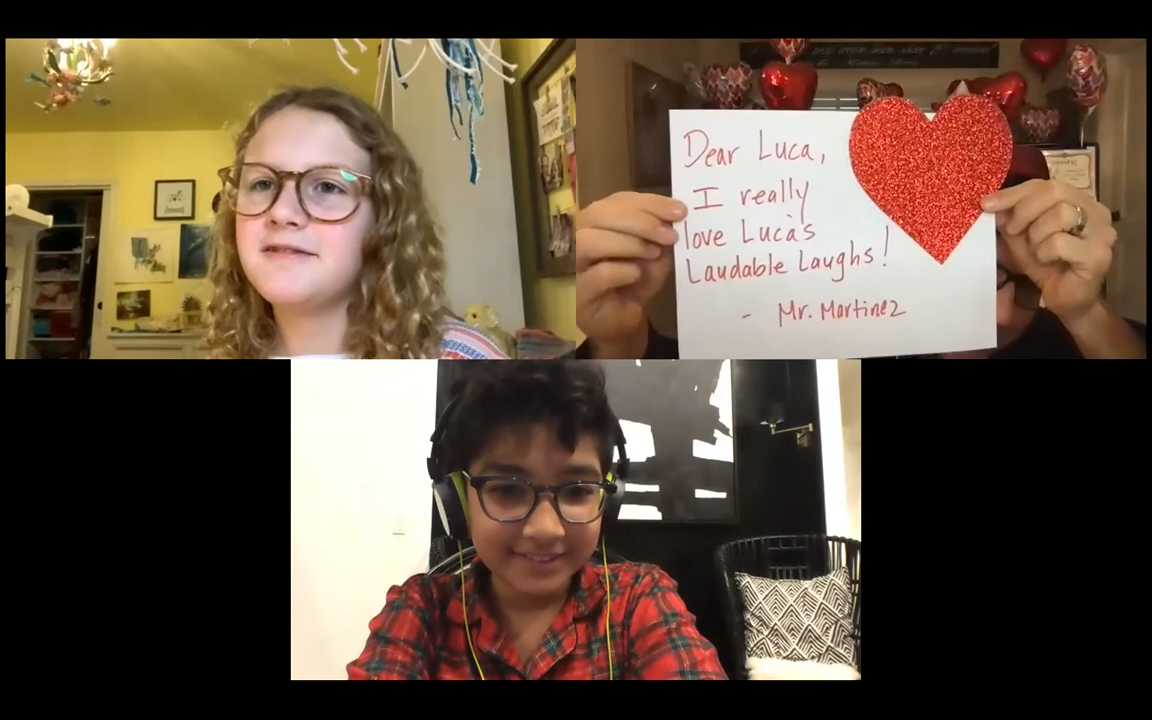 Dear Luca,
I really
love Luca's
Laudable Laughs!
- Mr. Martinez